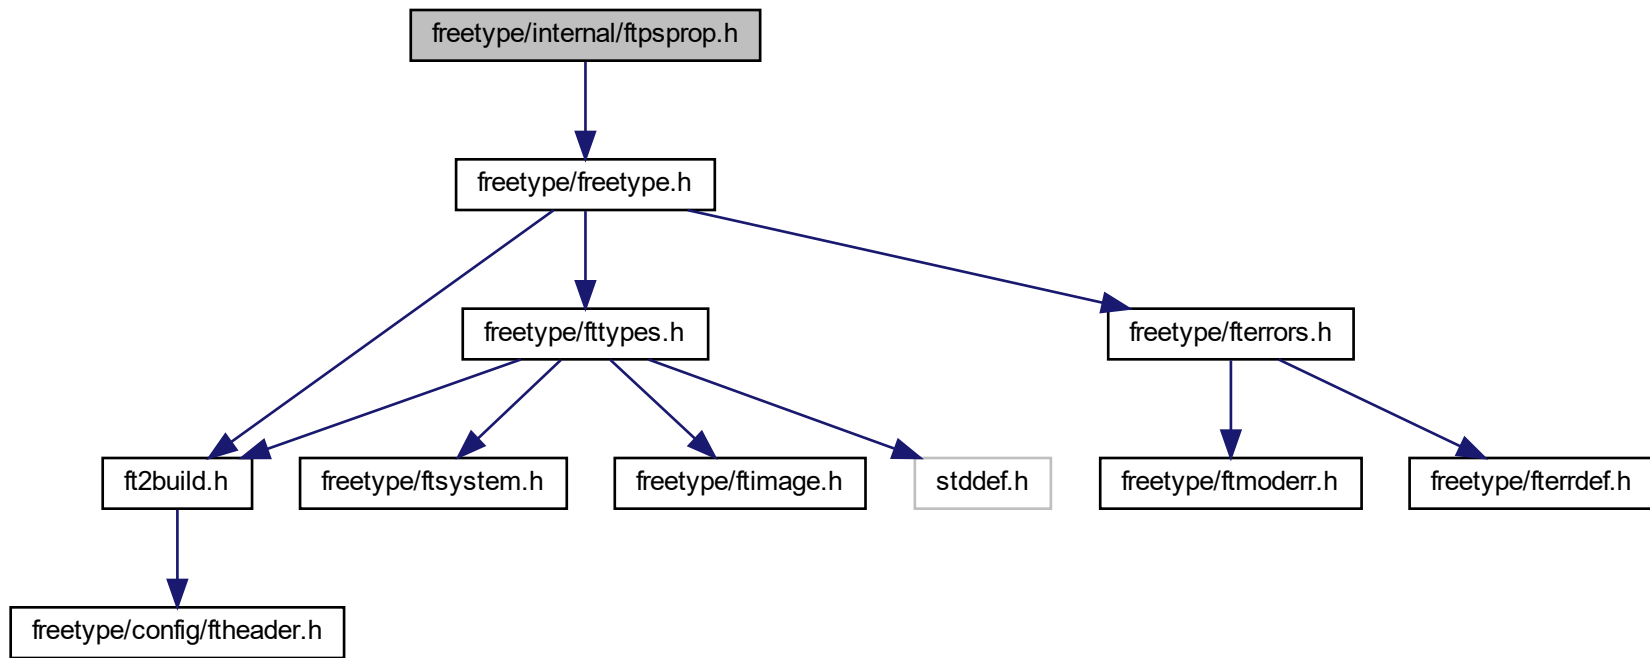 freetype/internal/ftpsprop.h
freetype/freetype.h
freetype/fttypes.h
freetype/fterrors.h
ft2build.h
freetype/ftsystem.h
freetype/ftimage.h
stddef.h
freetype/ftmoderr.h
freetype/fterrdef.h
freetype/config/ftheader.h